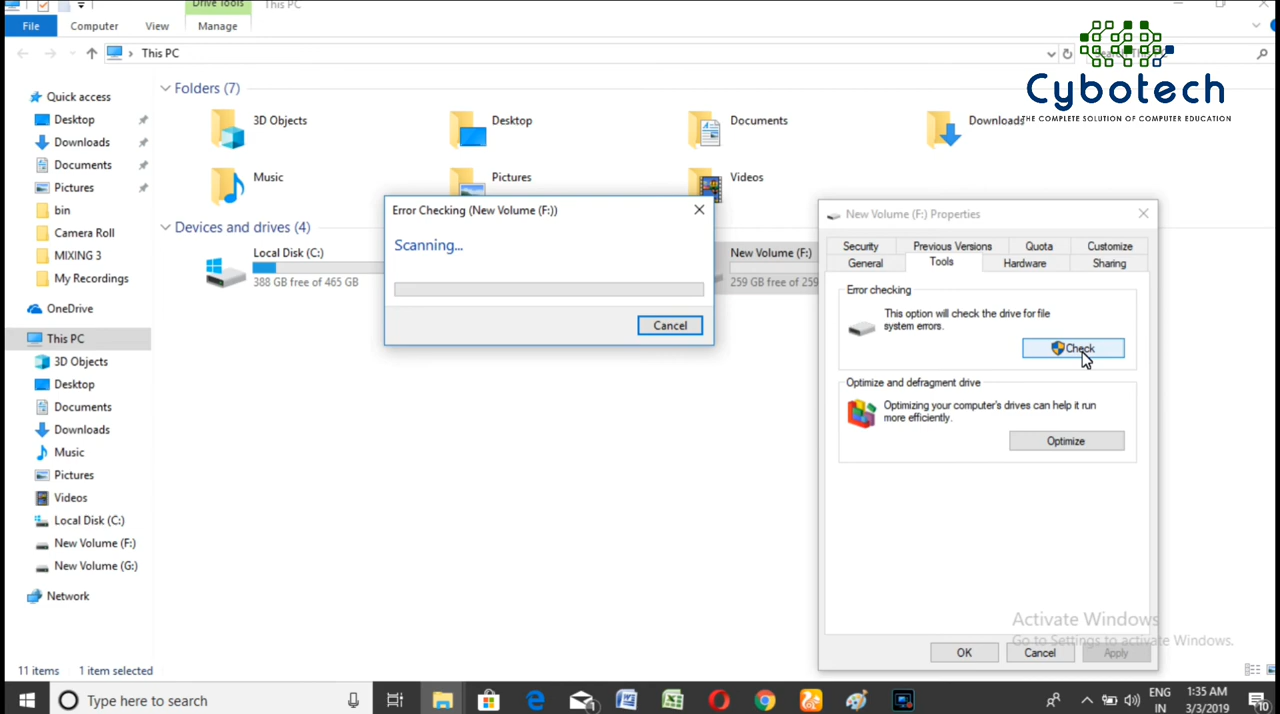 Drive Tools
This PC
File
Computer
View
Manage
This PC
Cybotech
THE COMPLETE SOLUTION OF COMPUTER EDUCATION
Quick access
Desktop
Downloads
Documents
Pictures
bin
Camera Roll
MIXING 3
My Recordings
OneDrive
This PC
3D Objects
Desktop
Documents
Downloads
Music
Pictures
Videos
Local Disk (C:)
New Volume (F:)
New Volume (G:)
Network
Folders (7)
3D Objects
Desktop
Documents
Downloads
Music
Pictures
Videos
Devices and drives (4)
Local Disk (C:)
388 GB free of 465 GB
New Volume (F:)
259 GB free of 259
Error Checking (New Volume (F:))
Scanning...
Cancel
New Volume (F:) Properties
Security
Previous Versions
Quota
Customize
General
Tools
Hardware
Sharing
Error checking
This option will check the drive for file
system errors.
Check
Optimize and defragment drive
Optimizing your computer's drives can help it run
more efficiently.
Optimize
Activate Windows
Go to Settings to activate Windows.
OK
Cancel
Apply
11 items
1 item selected
Type here to search
1
ENG
IN
1:35 AM
3/3/2019
10